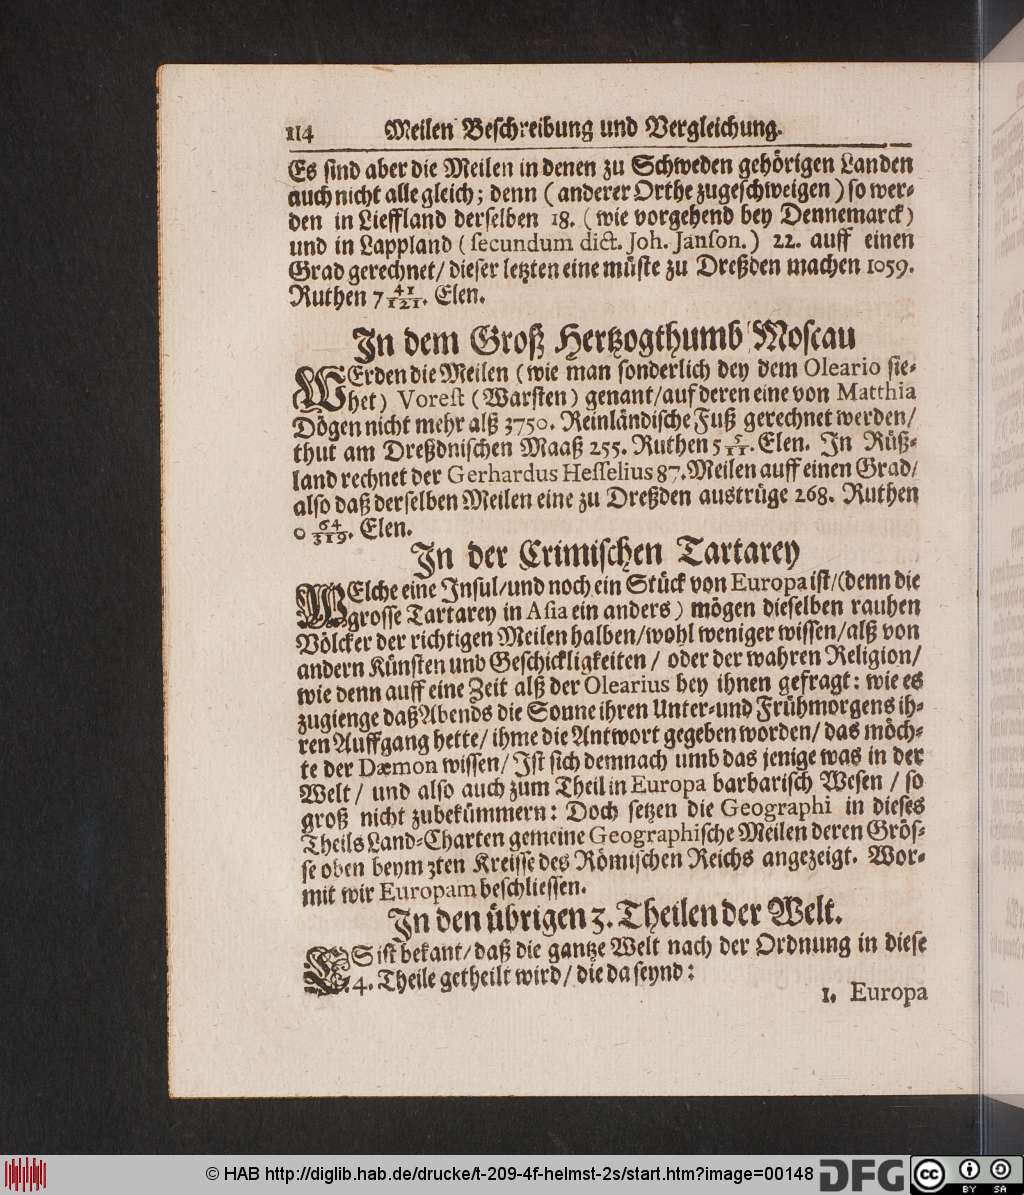 114 Meilen Beschreibung und Vergleichung.
Es sind aber die Meilen in denen zu Schweden gehörigen Landen
auch nicht alle gleich; denn (anderer Orthe zugeschweigen) so wer-
den in Lieffland derselben 18. (wie vorgehend bey Dennemarck)
und in Lappland (secundum dict. Joh. Janson.) 22. auff einen
Grad gerechnet/ dieser letzten eine müste zu Dreßden machen 1059.
Ruthen 7 41/121. Elen.
In dem Groß Hertzogthumb Moscau
WErden die Meilen (wie man sonderlich bey dem Oleario sie-
het) Vorest (Warsten) genant/ auf deren eine von Matthia
Dögen nicht mehr alß 3750. Reinländische Fuß gerechnet werden/
thut am Dreßdnischen Maaß 255. Ruthen 5 5/11. Elen. In Rüß-
land rechnet der Gerhardus Hesselius 87. Meilen auff einen Grad/
also daß derselben Meilen eine zu Dreßden austrüge 268. Ruthen
0 64/319. Elen.
In der Crimischen Tartarey
WElche eine Insul/ und noch ein Stück von Europa ist/ (denn die
grosse Tartarey in Asia ein anders) mögen dieselben rauhen
Völcker der richtigen Meilen halben/ wohl weniger wissen/ alß von
andern Künsten und Geschickligkeiten / oder der wahren Religion/
wie denn auff eine Zeit alß der Olearius bey ihnen gefragt: wie es
zugienge daß Abends die Sonne ihren Unter-und Frühmorgens ih-
ren Auffgang hette/ ihme die Antwort gegeben worden/ das möch-
te der Dæmon wissen/ Ist sich demnach umb das jenige was in der
Welt / und also auch zum Theil in Europa barbarisch Wesen / so
groß nicht zubekümmern: Doch setzen die Geographi in dieses
Theils Land-Charten gemeine Geographische Meilen deren Grös-
se oben beym 3ten Kreisse des Römischen Reichs angezeigt. Wor-
mit wir Europam beschliessen.
In den übrigen 3. Theilen der Welt.
ES ist bekant/ daß die gantze Welt nach der Ordnung in diese
4. Theile getheilt wird/ die da seynd:
1. Europa
© HAB http://diglib.hab.de/drucke/t-209-4f-helmst-2s/start.htm?image=00148 DFG cc BY SA